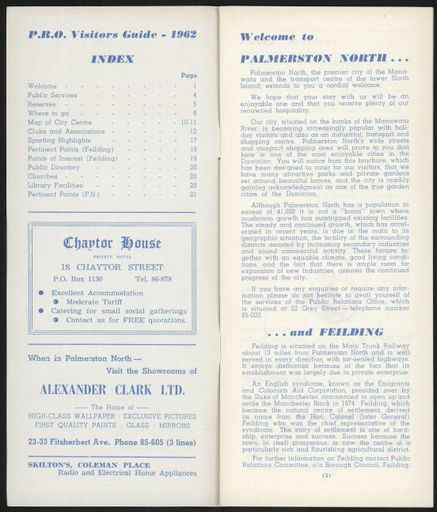 P.R.O. Visitors Guide - 1962
INDEX
Page
Welcome - - - - - - - 1
Public Services - - - - - - 4
Reserves - - - - - - - 5
Where to go - - - - - - 8
Map of City Centre - - - - - 10-11
Clubs and Associations - - - - 12
Sporting Highlights - - - - - 17
Pertinent Points (Feilding) - - - - 18
Points of Interest (Feilding) - - - - 19
Public Directory - - - - - - 20
Churches - - - - - - - 20
Library Facilities - - - - - - 20
Pertinent Points (P.N.) - - - - - 21
Chaytor House
PRIVATE HOTEL
18 CHAYTOR STREET
P.O. Box 1130 Tel. 86-878
● Excellent Accommodation
● Moderate Tariff
● Catering for small social gatherings
● Contact us for FREE quotations.
When in Palmerston North —
Visit the Showrooms of
ALEXANDER CLARK LTD.
— The Home of —
HIGH-CLASS WALLPAPER : EXCLUSIVE PICTURES
FIRST QUALITY PAINTS : GLASS : MIRRORS
23-33 Fitzherbert Ave. Phone 85-605 (3 lines)
SKILTON'S, COLEMAN PLACE
Radio and Electrical Home Appliances
Welcome to
PALMERSTON NORTH . . .
Palmerston North, the premier city of the Mana-
watu and the transport centre of the lower North
Island, extends to you a cordial welcome.
We hope that your stay with us will be an
enjoyable one and that you receive plenty of our
renowned hospitality.
Our city, situated on the banks of the Manawatu
River, is becoming increasingly popular with holi-
day visitors and also as an industrial, transport and
shopping centre. Palmerston North's wide streets
and compact shopping area will prove to you that
here is one of the most enjoyable cities in the
Dominion. You will notice from this brochure, which
has been designed to cater for our visitors, that we
have many attractive parks and private gardens
set around beautiful homes, and the city is readily
gaining acknowledgment as one of the true garden
cities of the Dominion.
Although Palmerston North has a population in
excess of 41,000 it is not a "boom" town where
mushroom growth has outstripped existing facilities.
The steady and continued growth, which has accel-
erated in recent years, is due in the main to its
geographic situation, the fertility of the surrounding
districts assisted by increasing secondary industries
and sound commercial activity. These factors to-
gether with an equable climate, good living condi-
tions, and the fact that there is ample room for
expansion of new industries, assures the continued
progress of the city.
If you have any enquiries or require any infor-
mation please do not hesitate to avail yourself of
the services of the Public Relations Office, which
is situated at 22 Grey Street—telephone number
85-003.
. . . and FEILDING
Feilding is situated on the Main Trunk Railway
about 13 miles from Palmerston North and is well
served in every direction with tar-sealed highways.
It enjoys distinction because of the fact that its
establishment was largely due to private enterprise.
An English syndicate, known as the Emigrants
and Colonists Aid Corporation, presided over by
the Duke of Manchester, commenced to open up and
settle the Manchester Block in 1874. Feilding, which
became the natural centre of settlement, derived
its name from the Hon. Colonel (later General)
Feilding who was the chief representative of the
syndicate. The story of settlement is one of hard-
ship, enterprise and success. Success because the
town, in itself prosperous, is now the centre of a
particularly rich and flourishing agricultural district.
For further information on Feilding contact Public
Relations Committee, c/o Borough Council, Feilding.
(1)